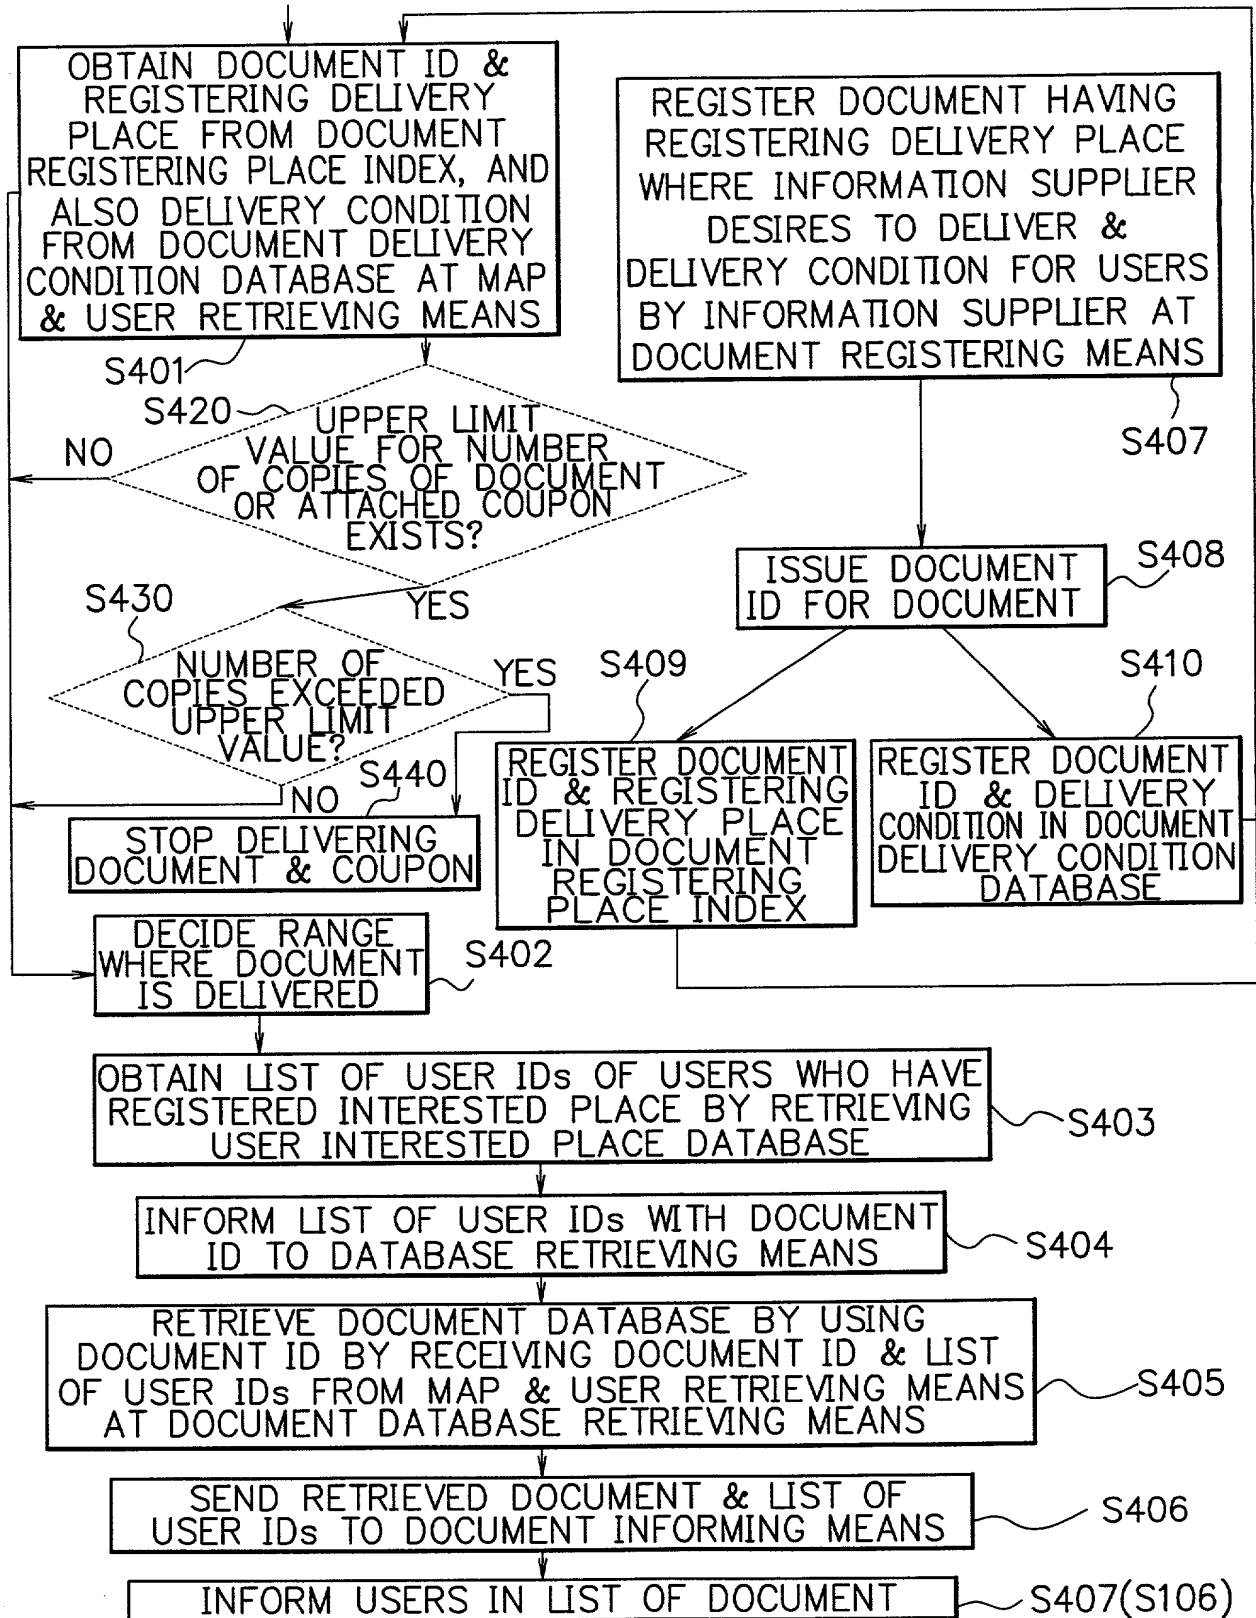 OBTAIN DOCUMENT ID &
REGISTERING DELIVERY
PLACE FROM DOCUMENT
REGISTERING PLACE INDEX, AND
ALSO DELIVERY CONDITION
FROM DOCUMENT DELIVERY
CONDITION DATABASE AT MAP
& USER RETRIEVING MEANS
S401
REGISTER DOCUMENT HAVING
REGISTERING DELIVERY PLACE
WHERE INFORMATION SUPPLIER
DESIRES TO DELIVER &
DELIVERY CONDITION FOR USERS
BY INFORMATION SUPPLIER AT
DOCUMENT REGISTERING MEANS
S407
S420
UPPER LIMIT
VALUE FOR NUMBER
OF COPIES OF DOCUMENT
OR ATTACHED COUPON
EXISTS?
NO
YES
ISSUE DOCUMENT
ID FOR DOCUMENT
S408
S430
NUMBER OF
COPIES EXCEEDED
UPPER LIMIT
VALUE?
YES
NO
S440
STOP DELIVERING
DOCUMENT & COUPON
S409
REGISTER DOCUMENT
ID & REGISTERING
DELIVERY PLACE
IN DOCUMENT
REGISTERING
PLACE INDEX
S410
REGISTER DOCUMENT
ID & DELIVERY
CONDITION IN DOCUMENT
DELIVERY CONDITION
DATABASE
DECIDE RANGE
WHERE DOCUMENT
IS DELIVERED
S402
OBTAIN LIST OF USER IDs OF USERS WHO HAVE
REGISTERED INTERESTED PLACE BY RETRIEVING
USER INTERESTED PLACE DATABASE
S403
INFORM LIST OF USER IDs WITH DOCUMENT
ID TO DATABASE RETRIEVING MEANS
S404
RETRIEVE DOCUMENT DATABASE BY USING
DOCUMENT ID BY RECEIVING DOCUMENT ID & LIST
OF USER IDs FROM MAP & USER RETRIEVING MEANS
AT DOCUMENT DATABASE RETRIEVING MEANS
S405
SEND RETRIEVED DOCUMENT & LIST OF
USER IDs TO DOCUMENT INFORMING MEANS
S406
INFORM USERS IN LIST OF DOCUMENT
S407(S106)